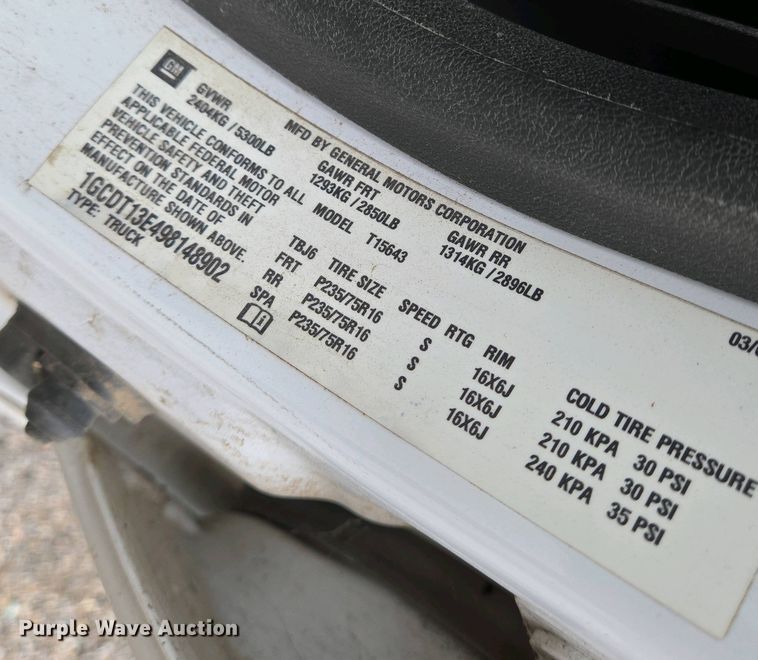 GM
MFD BY GENERAL MOTORS CORPORATION
GVWR GAWR FRT GAWR RR
2404KG / 5300LB 1293KG / 2850LB 1314KG / 2896LB
THIS VEHICLE CONFORMS TO ALL
APPLICABLE FEDERAL MOTOR
VEHICLE SAFETY AND THEFT
PREVENTION STANDARDS IN
EFFECT ON THE DATE OF
MANUFACTURE SHOWN ABOVE.
1GCDT13E498148902
TYPE: TRUCK
MODEL T15643
03/
TBJ6 TIRE SIZE SPEED RTG RIM COLD TIRE PRESSURE
FRT P235/75R16 S 16X6J 210 KPA 30 PSI
RR P235/75R16 S 16X6J 210 KPA 30 PSI
SPA P235/75R16 S 16X6J 240 KPA 35 PSI
Purple Wave Auction